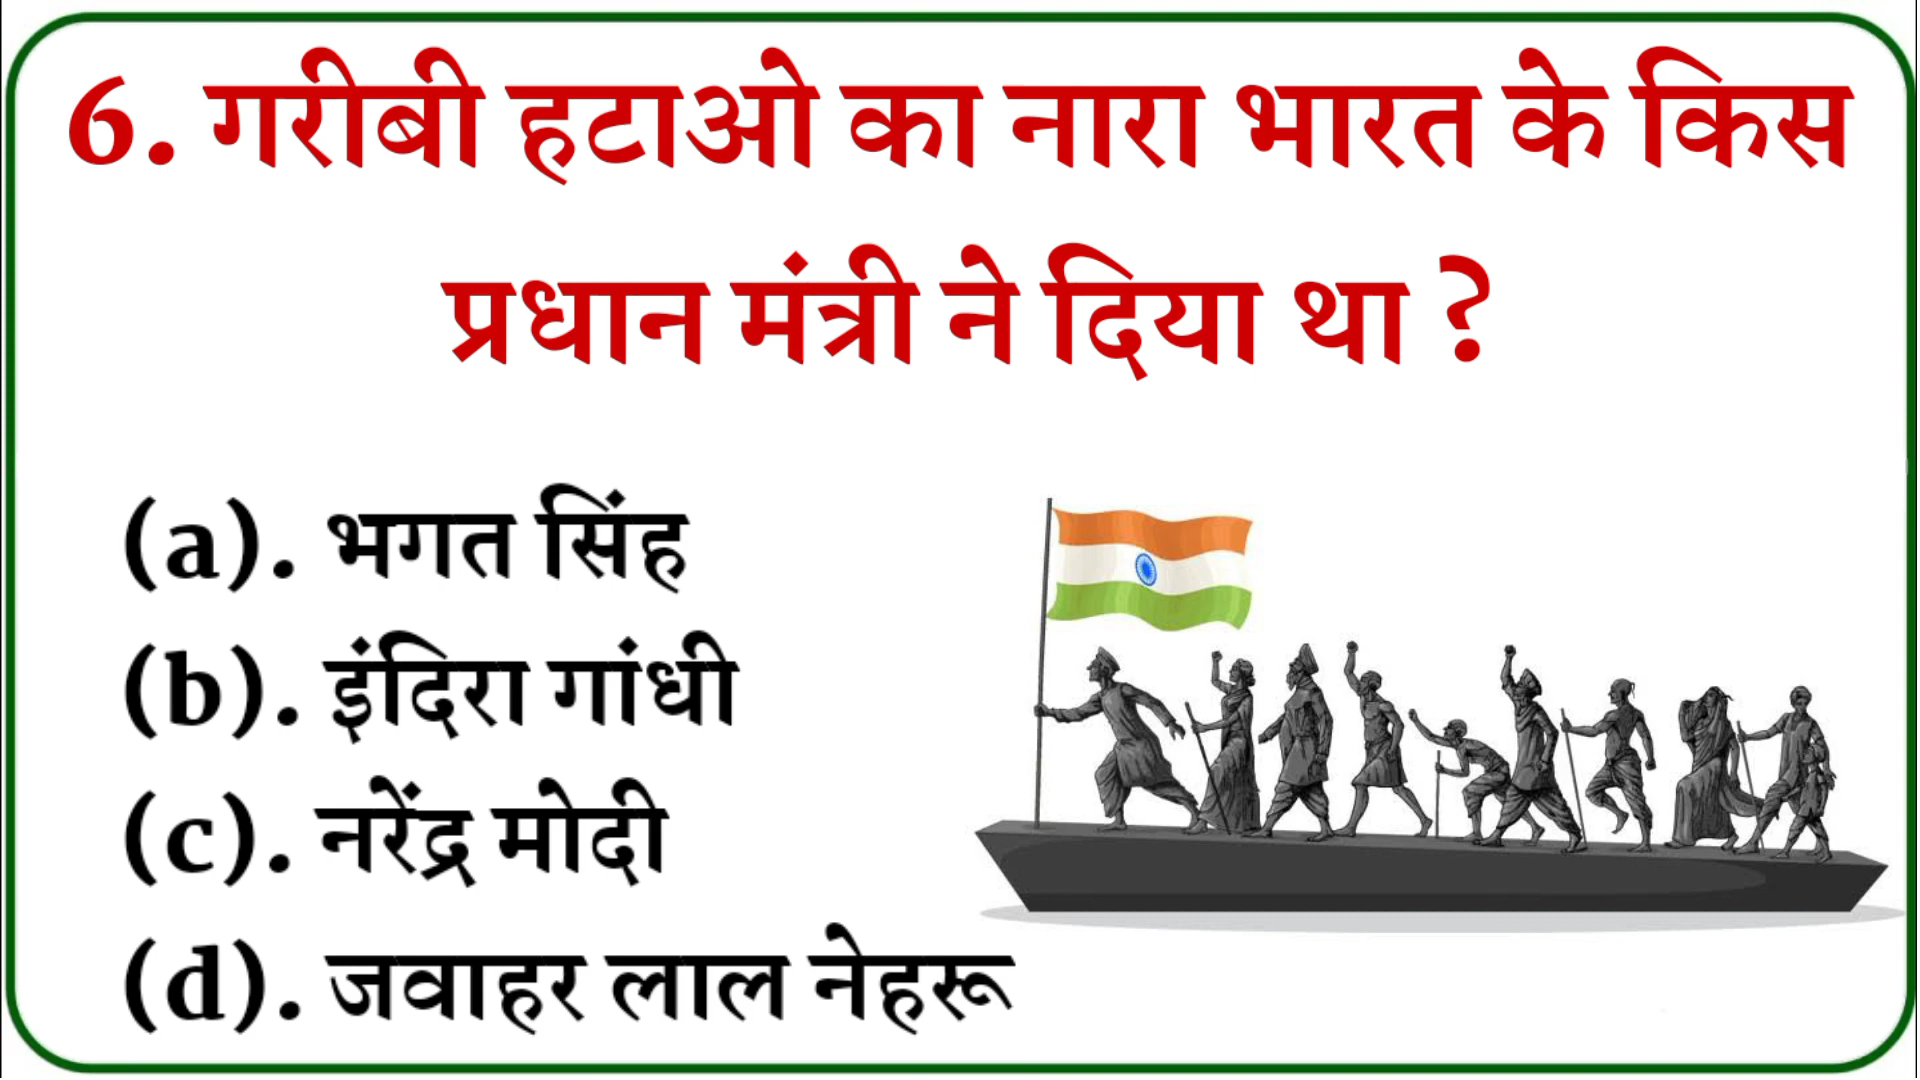 6. गरीबी हटाओ का नारा भारत के किस
प्रधान मंत्री ने दिया था ?
(a). भगत सिंह
(b). इंदिरा गांधी
(c). नरेंद्र मोदी
(d). जवाहर लाल नेहरू